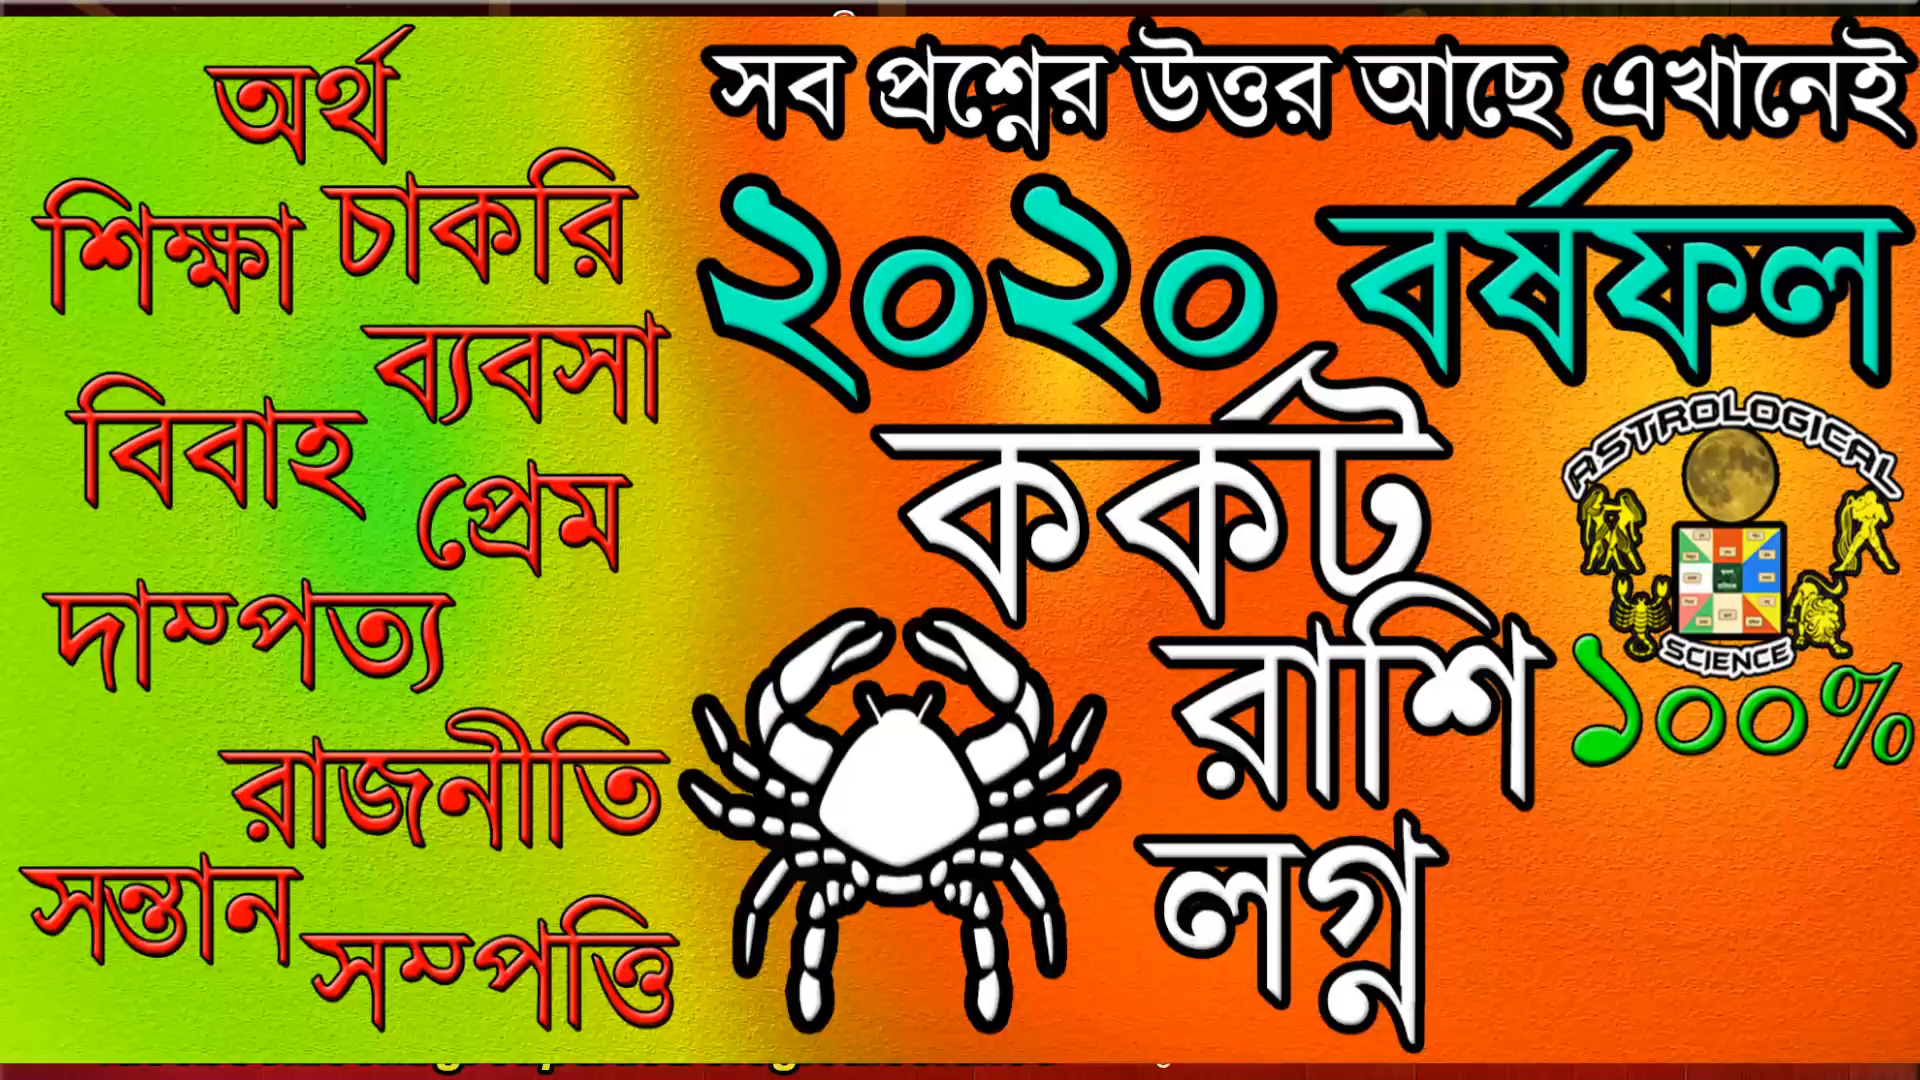 সব প্রশ্নের উত্তর আছে এখানেই
২০২০ বর্ষফল
কর্কট
রাশি
লগ্ন
১০০%
ASTROLOGICAL
SCIENCE
অর্থ
শিক্ষা চাকরি
ব্যবসা
বিবাহ
প্রেম
দাম্পত্য
রাজনীতি
সন্তান
সম্পত্তি